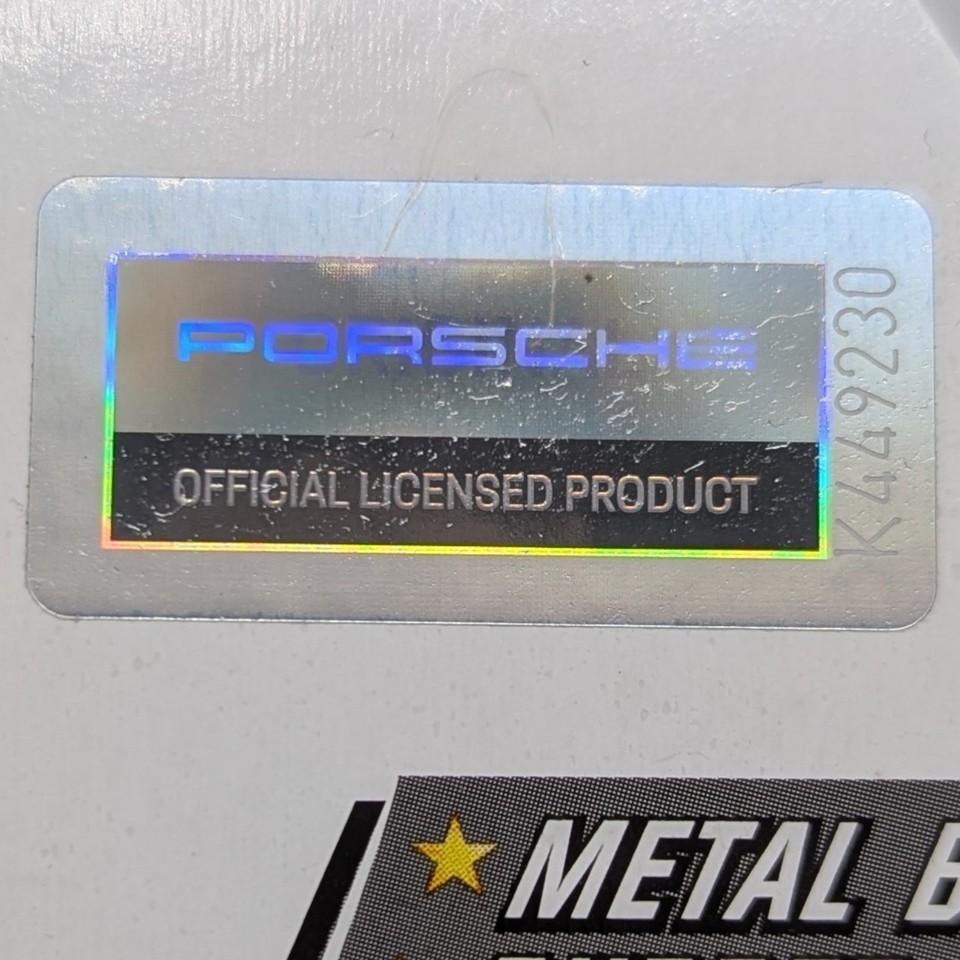 PORSCHE
OFFICIAL LICENSED PRODUCT
K449230
METAL